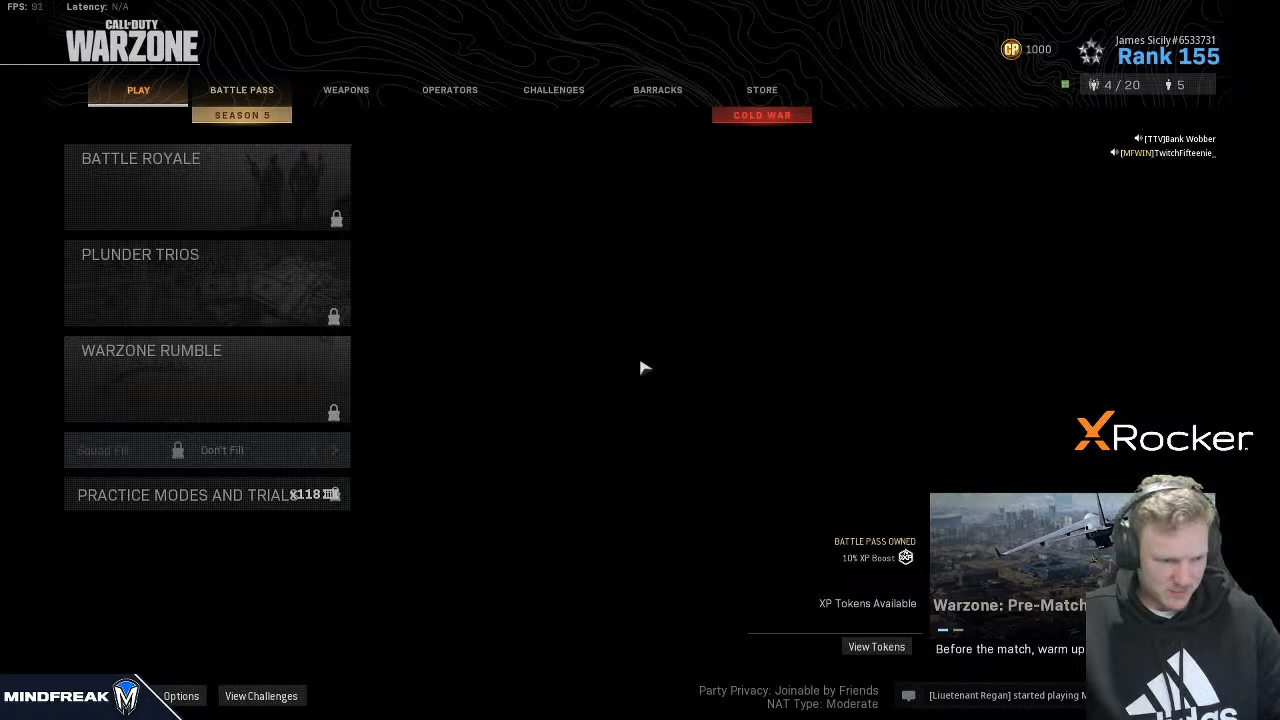 FPS: 93 Latency: N/A
CALL OF DUTY
WARZONE
CP 1000
James Sicily#6533731
Rank 155
4 / 20 5
PLAY BATTLE PASS WEAPONS OPERATORS CHALLENGES BARRACKS STORE
SEASON 5 COLD WAR
[TTV]Bank Wobber
[MFWIN]TwitchFifteenie_
BATTLE ROYALE
PLUNDER TRIOS
WARZONE RUMBLE
Squad Fill Don't Fill
PRACTICE MODES AND TRIALS x118
XRocker
BATTLE PASS OWNED
10% XP Boost
XP Tokens Available
View Tokens
Warzone: Pre-Match
Before the match, warm up
MINDFREAK
Options View Challenges
Party Privacy: Joinable by Friends
NAT Type: Moderate
[Liuetenant Regan] started playing M